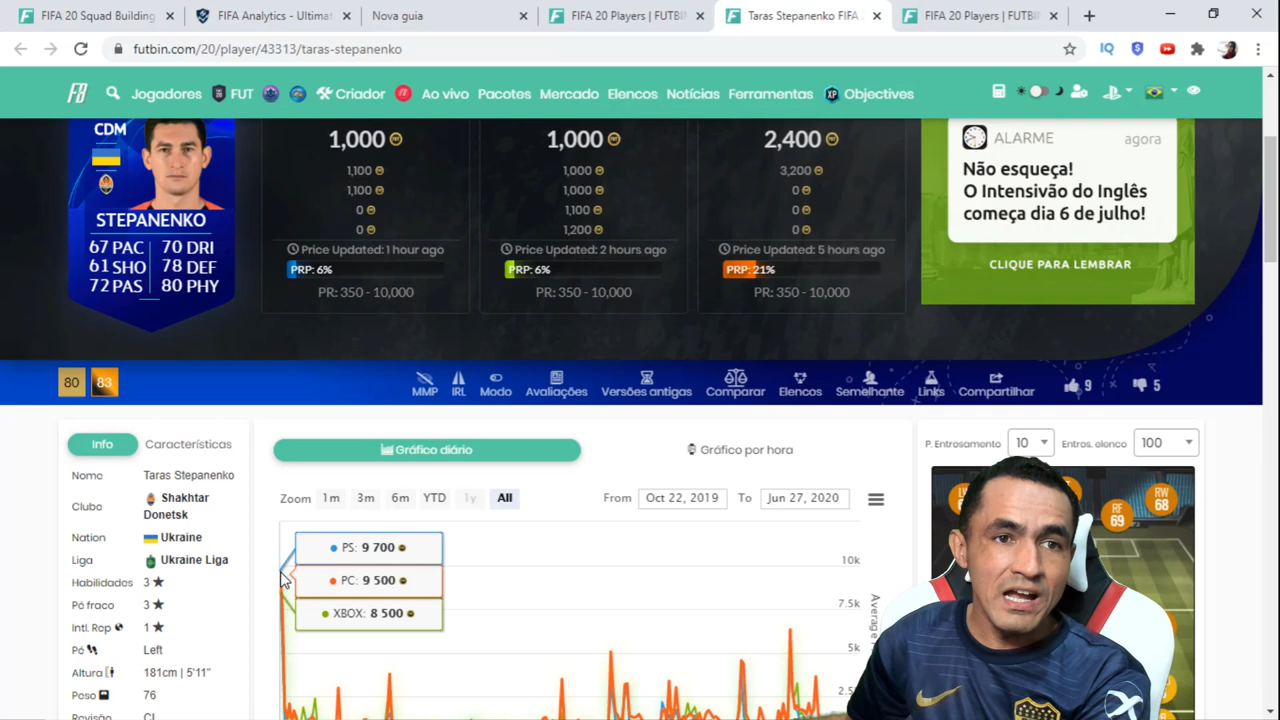 FIFA 20 Squad Building
FIFA Analytics - Ultimat
Nova guia
FIFA 20 Players | FUTBIN
Taras Stepanenko FIFA
FIFA 20 Players | FUTBIN
futbin.com/20/player/43313/taras-stepanenko
IQ
F8 Jogadores FUT Criador Ao vivo Pacotes Mercado Elencos Notícias Ferramentas XP Objectives
CDM
STEPANENKO
67 PAC 70 DRI
61 SHO 78 DEF
72 PAS 80 PHY
1,000
1,100
1,100
0
0
Price Updated: 1 hour ago
PRP: 6%
PR: 350 - 10,000
1,000
1,000
1,000
1,100
1,200
Price Updated: 2 hours ago
PRP: 6%
PR: 350 - 10,000
2,400
3,200
0
0
0
Price Updated: 5 hours ago
PRP: 21%
PR: 350 - 10,000
ALARME agora
Não esqueça!
O Intensivão do Inglês
começa dia 6 de julho!
CLIQUE PARA LEMBRAR
80 83
MMP IRL Modo Avaliações Versões antigas Comparar Elencos Semelhante Links Compartilhar 9 5
Info Características
Nome Taras Stepanenko
Clube Shakhtar
Donetsk
Nation Ukraine
Liga Ukraine Liga
Habilidades 3
Pé fraco 3
Intl. Rep 1
Pé Left
Altura 181cm | 5'11"
Peso 76
Revisão CL
Gráfico diário Gráfico por hora
Zoom 1m 3m 6m YTD 1y All From Oct 22, 2019 To Jun 27, 2020
PS: 9 700
PC: 9 500
XBOX: 8 500
10k
7.5k
5k
2.5
Average
P. Entrosamento 10 Entros. elenco 100
RF
69
RW
68